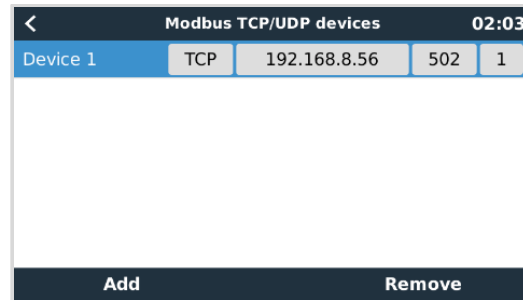 Modbus TCP/UDP devices 02:03
Device 1 TCP 192.168.8.56 502 1
Add Remove